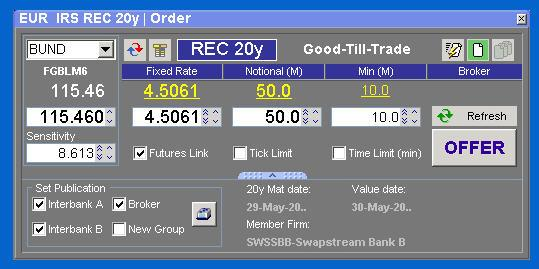 EUR IRS REC 20y | Order
BUND REC 20y Good-Till-Trade
FGBLM6 Fixed Rate Notional (M) Min (M) Broker
115.46 4.5061 50.0 10.0
115.460 4.5061 50.0 10.0 Refresh
Sensitivity
8.613 Futures Link Tick Limit Time Limit (min) OFFER
Set Publication
Interbank A Broker
Interbank B New Group
20y Mat date: Value date:
29-May-20.. 30-May-20..
Member Firm:
SWSSBB-Swapstream Bank B